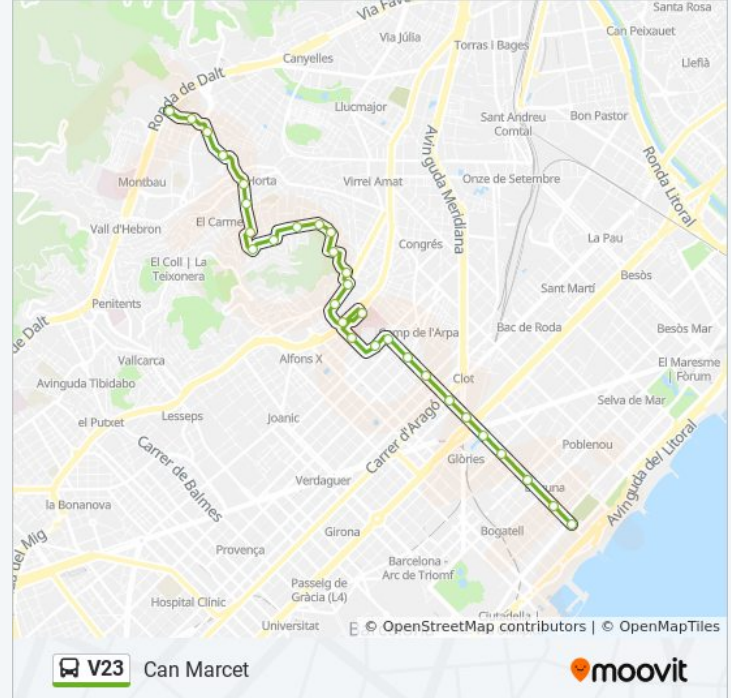 Santa Rosa
Via Fav
Can Peixauet
Via Júlia
Torras i Bages
Canyelles
Lleflà
Ronda de Dalt
Llucmajor
Sant Andreu
Comtal
Bon Pastor
Avinguda Meridiana
Ronda Litoral
Montbau
Horta
Virrei Amat
Onze de Setembre
Vall d'Hebron
El Carmel
Congrés
La Pau
El Coll | La
Teixonera
Sant Martí
Besòs
Penitents
de Dalt
Camp de l'Arpa
Bac de Roda
Besòs Mar
Vallcarca
Alfons X
El Maresme
| Fòrum
Avinguda Tibidabo
Clot
Selva de Mar
el Putxet
Lesseps
Joanic
Carrer d'Aragó
Carrer de Balmes
Glòries
Poblenou
Avinguda del Litoral
Verdaguer
la Bonanova
Llacuna
Girona
Bogatell
del Mig
Provença
Barcelona -
Arc de Triomf
Passeig de
Gràcia (L4)
Hospital Clínic
Ciutadella |
Universitat
© OpenStreetMap contributors | © OpenMapTiles
V23 Can Marcet
moovit